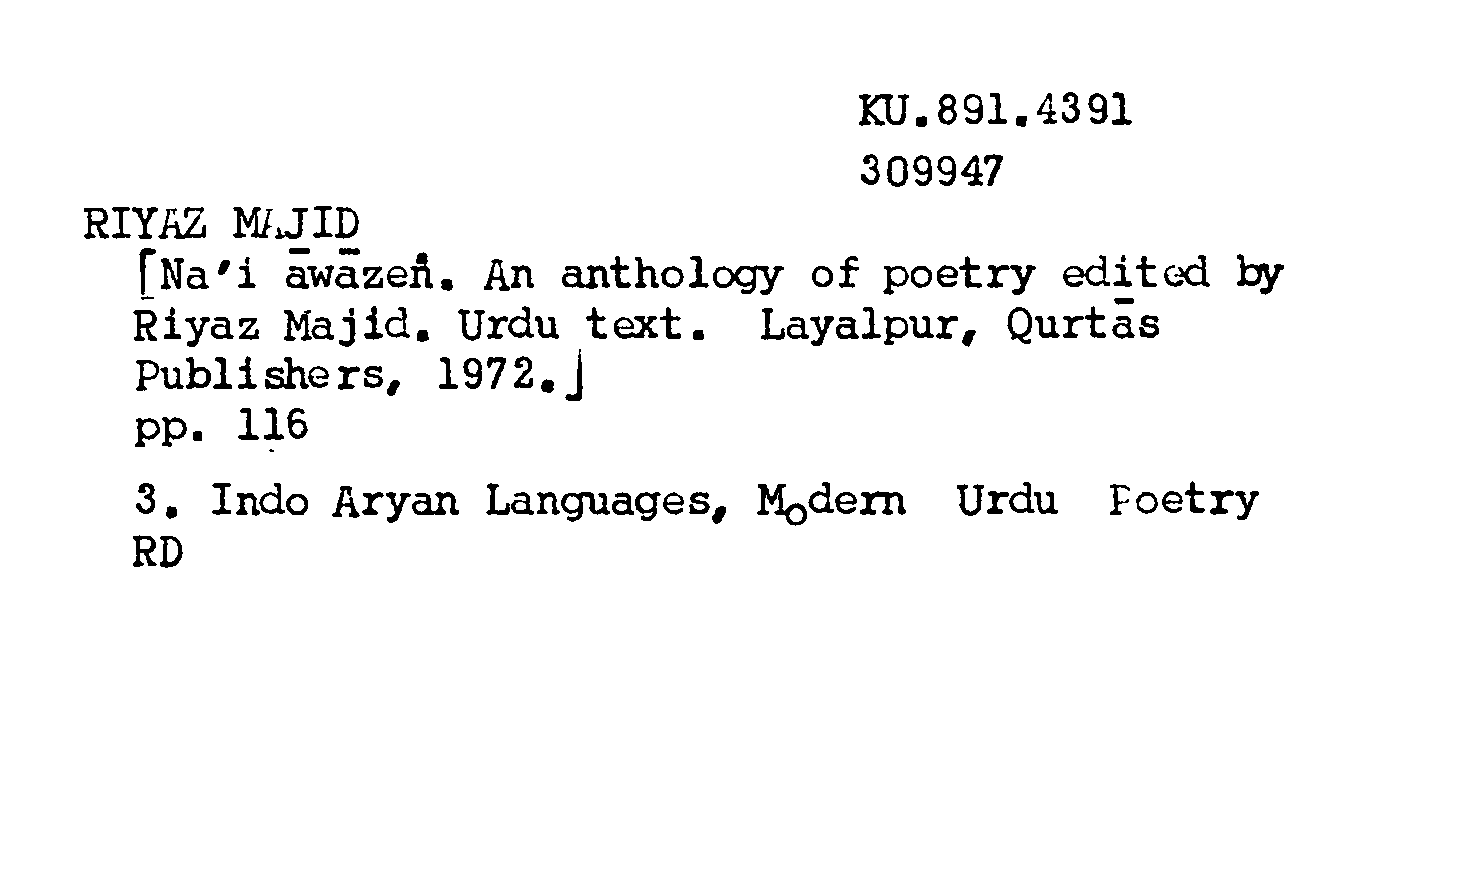 KU.891.4391
309947
RIYAZ MAJID
[Na'i āwāzeṅ. An anthology of poetry edited by
Riyaz Majid. Urdu text. Layalpur, Qurtās
Publishers, 1972.]
pp. 116
3. Indo Aryan Languages, Modern Urdu Poetry
RD